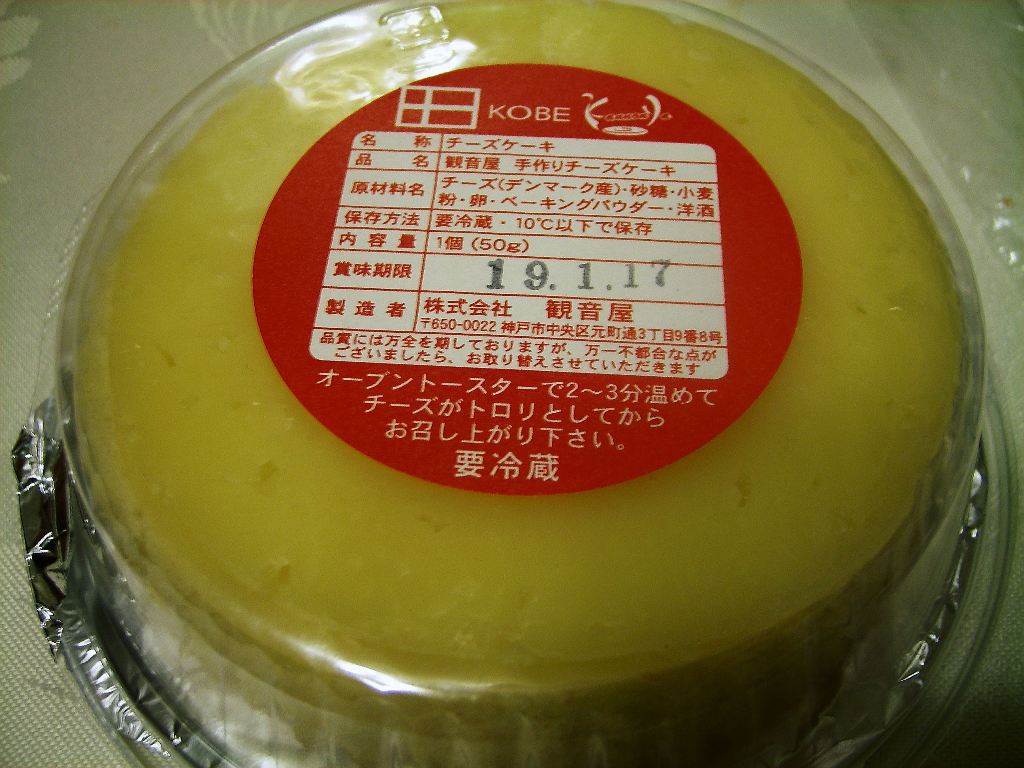 KOBE Kannonya
名称 チーズケーキ
品名 観音屋 手作りチーズケーキ
原材料名 チーズ(デンマーク産)・砂糖・小麦
粉・卵・ベーキングパウダー・洋酒
保存方法 要冷蔵・10℃以下で保存
内容量 1個(50g)
賞味期限 19.1.17
製造者 株式会社 観音屋
〒650-0022 神戸市中央区元町通3丁目9番8号
品質には万全を期しておりますが、万一不都合な点が
ございましたら、お取り替えさせていただきます
オーブントースターで2〜3分温めて
チーズがトロリとしてから
お召し上がり下さい。
要冷蔵